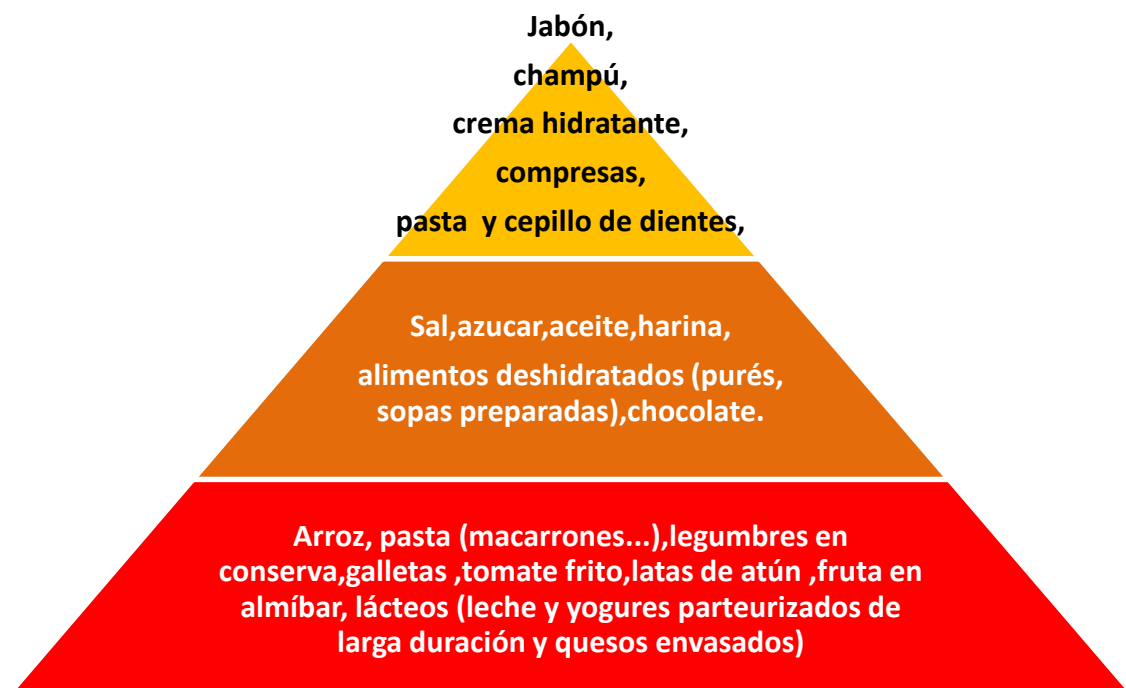 Jabón,
champú,
crema hidratante,
compresas,
pasta  y cepillo de dientes,
Sal,azucar,aceite,harina,
alimentos deshidratados (purés,
sopas preparadas),chocolate.
Arroz, pasta (macarrones...),legumbres en
conserva,galletas ,tomate frito,latas de atún ,fruta en
almíbar, lácteos (leche y yogures parteurizados de
larga duración y quesos envasados)